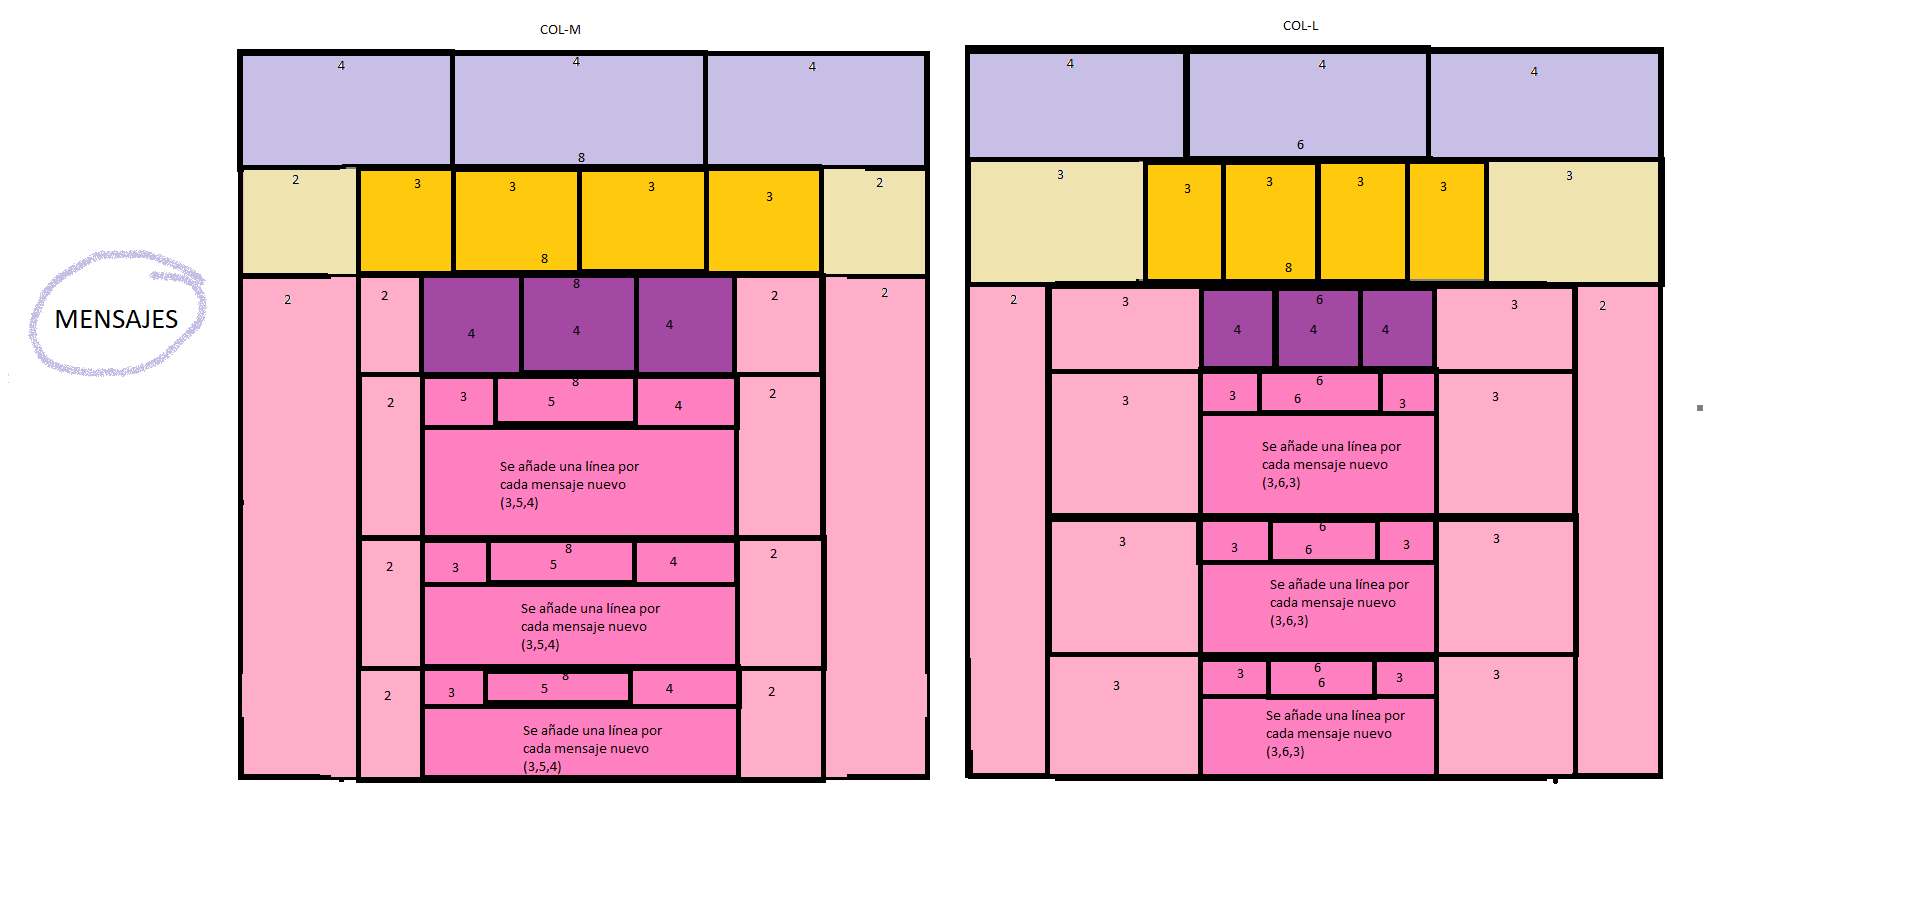 COL-M
4 4 4
8
2 3 3 3 3 2
8
2 2 8 2 2
4 4 4
8
2 3 5 4 2
Se añade una línea por
cada mensaje nuevo
(3,5,4)
8
2 3 5 4 2
Se añade una línea por
cada mensaje nuevo
(3,5,4)
8
2 3 5 4 2
Se añade una línea por
cada mensaje nuevo
(3,5,4)
MENSAJES
COL-L
4 4 4
6
3 3 3 3 3 3
8
2 3 6 3 2
4 4 4
6
3 3 6 3 3
Se añade una línea por
cada mensaje nuevo
(3,6,3)
6
3 3 6 3 3
Se añade una línea por
cada mensaje nuevo
(3,6,3)
6
3 3 6 3 3
Se añade una línea por
cada mensaje nuevo
(3,6,3)